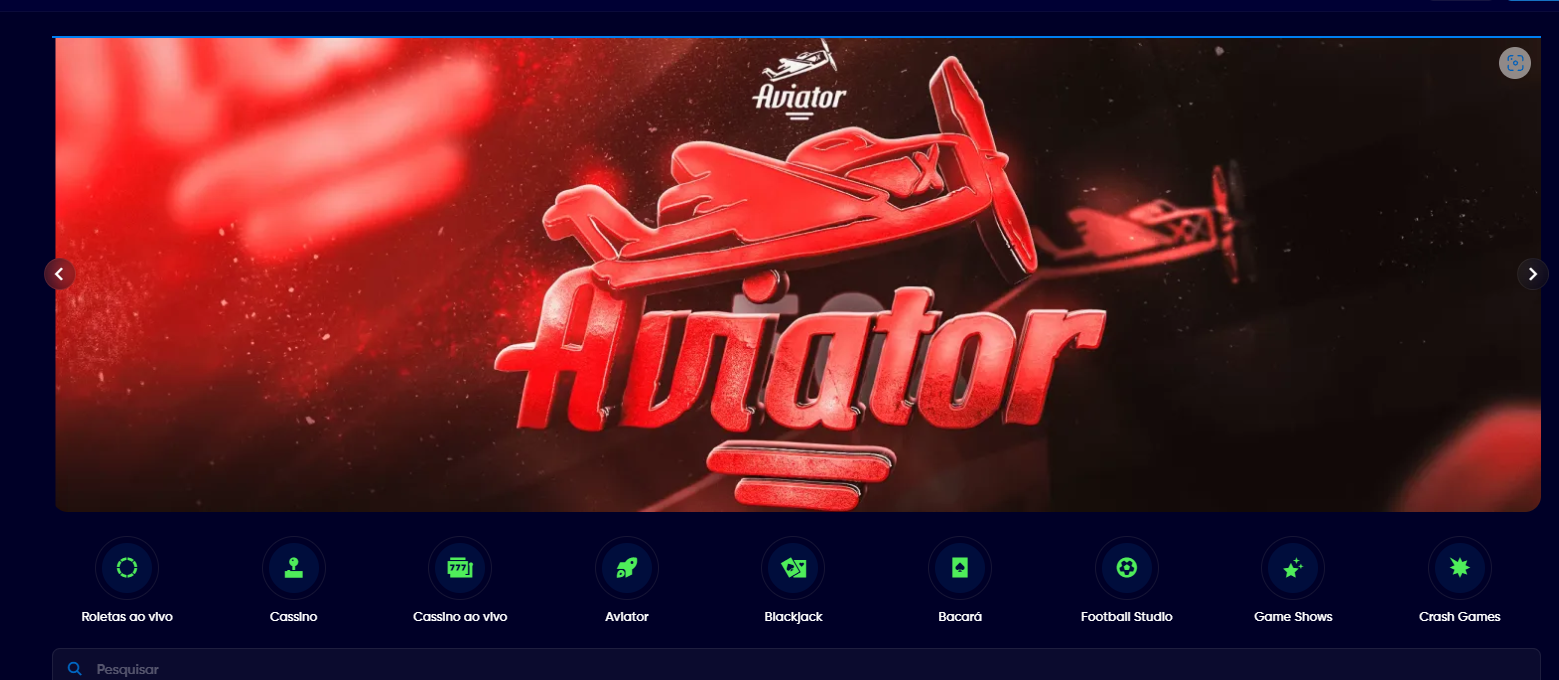 Aviator
Aviator
777
Roletas ao vivo
Cassino
Cassino ao vivo
Aviator
Blackjack
Bacará
Football Studio
Game Shows
Crash Games
Pesquisar